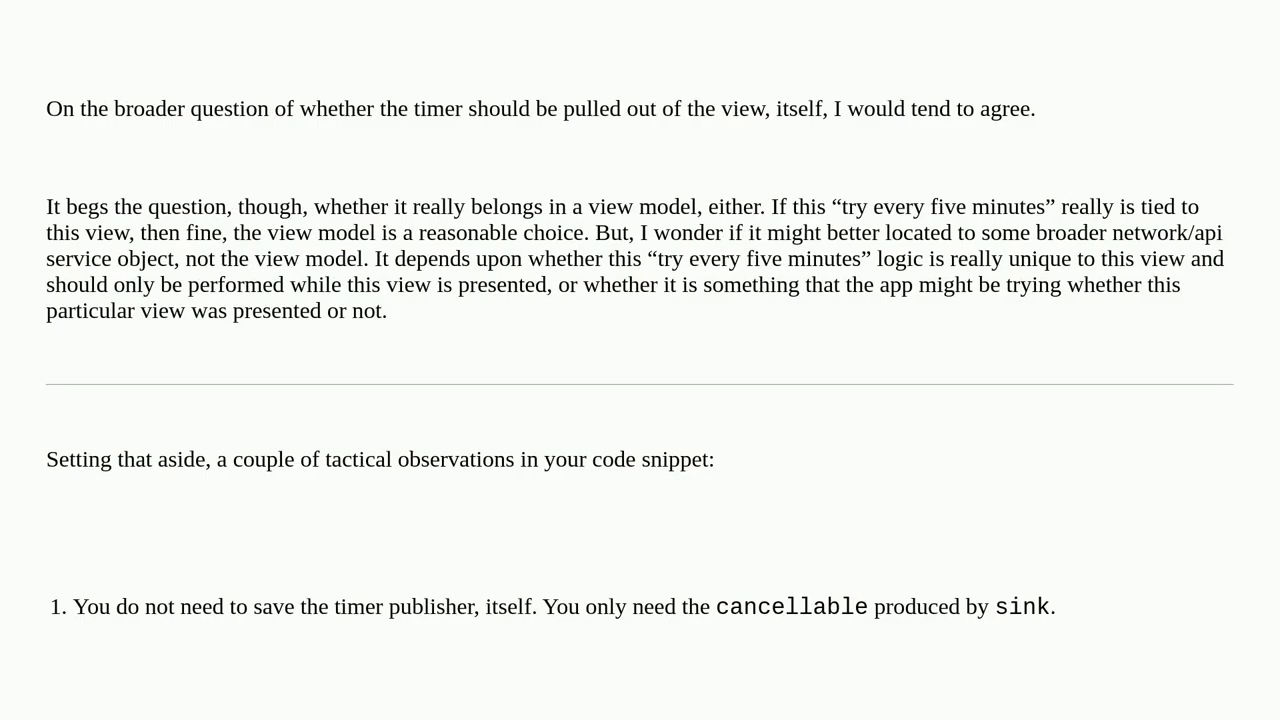 On the broader question of whether the timer should be pulled out of the view, itself, I would tend to agree.
It begs the question, though, whether it really belongs in a view model, either. If this “try every five minutes” really is tied to
this view, then fine, the view model is a reasonable choice. But, I wonder if it might better located to some broader network/api
service object, not the view model. It depends upon whether this “try every five minutes” logic is really unique to this view and
should only be performed while this view is presented, or whether it is something that the app might be trying whether this
particular view was presented or not.
Setting that aside, a couple of tactical observations in your code snippet:
1. You do not need to save the timer publisher, itself. You only need the cancellable produced by sink.